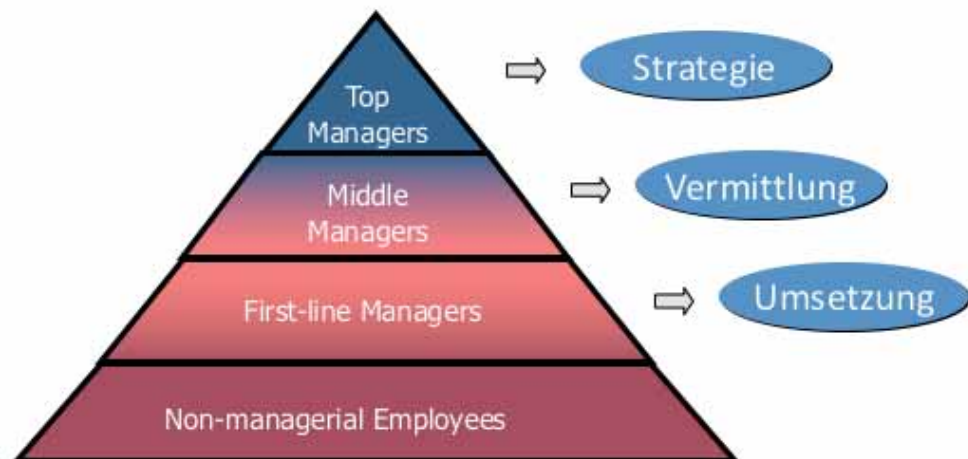 Top
Managers
Strategie
Middle
Managers
Vermittlung
First-line Managers
Umsetzung
Non-managerial Employees